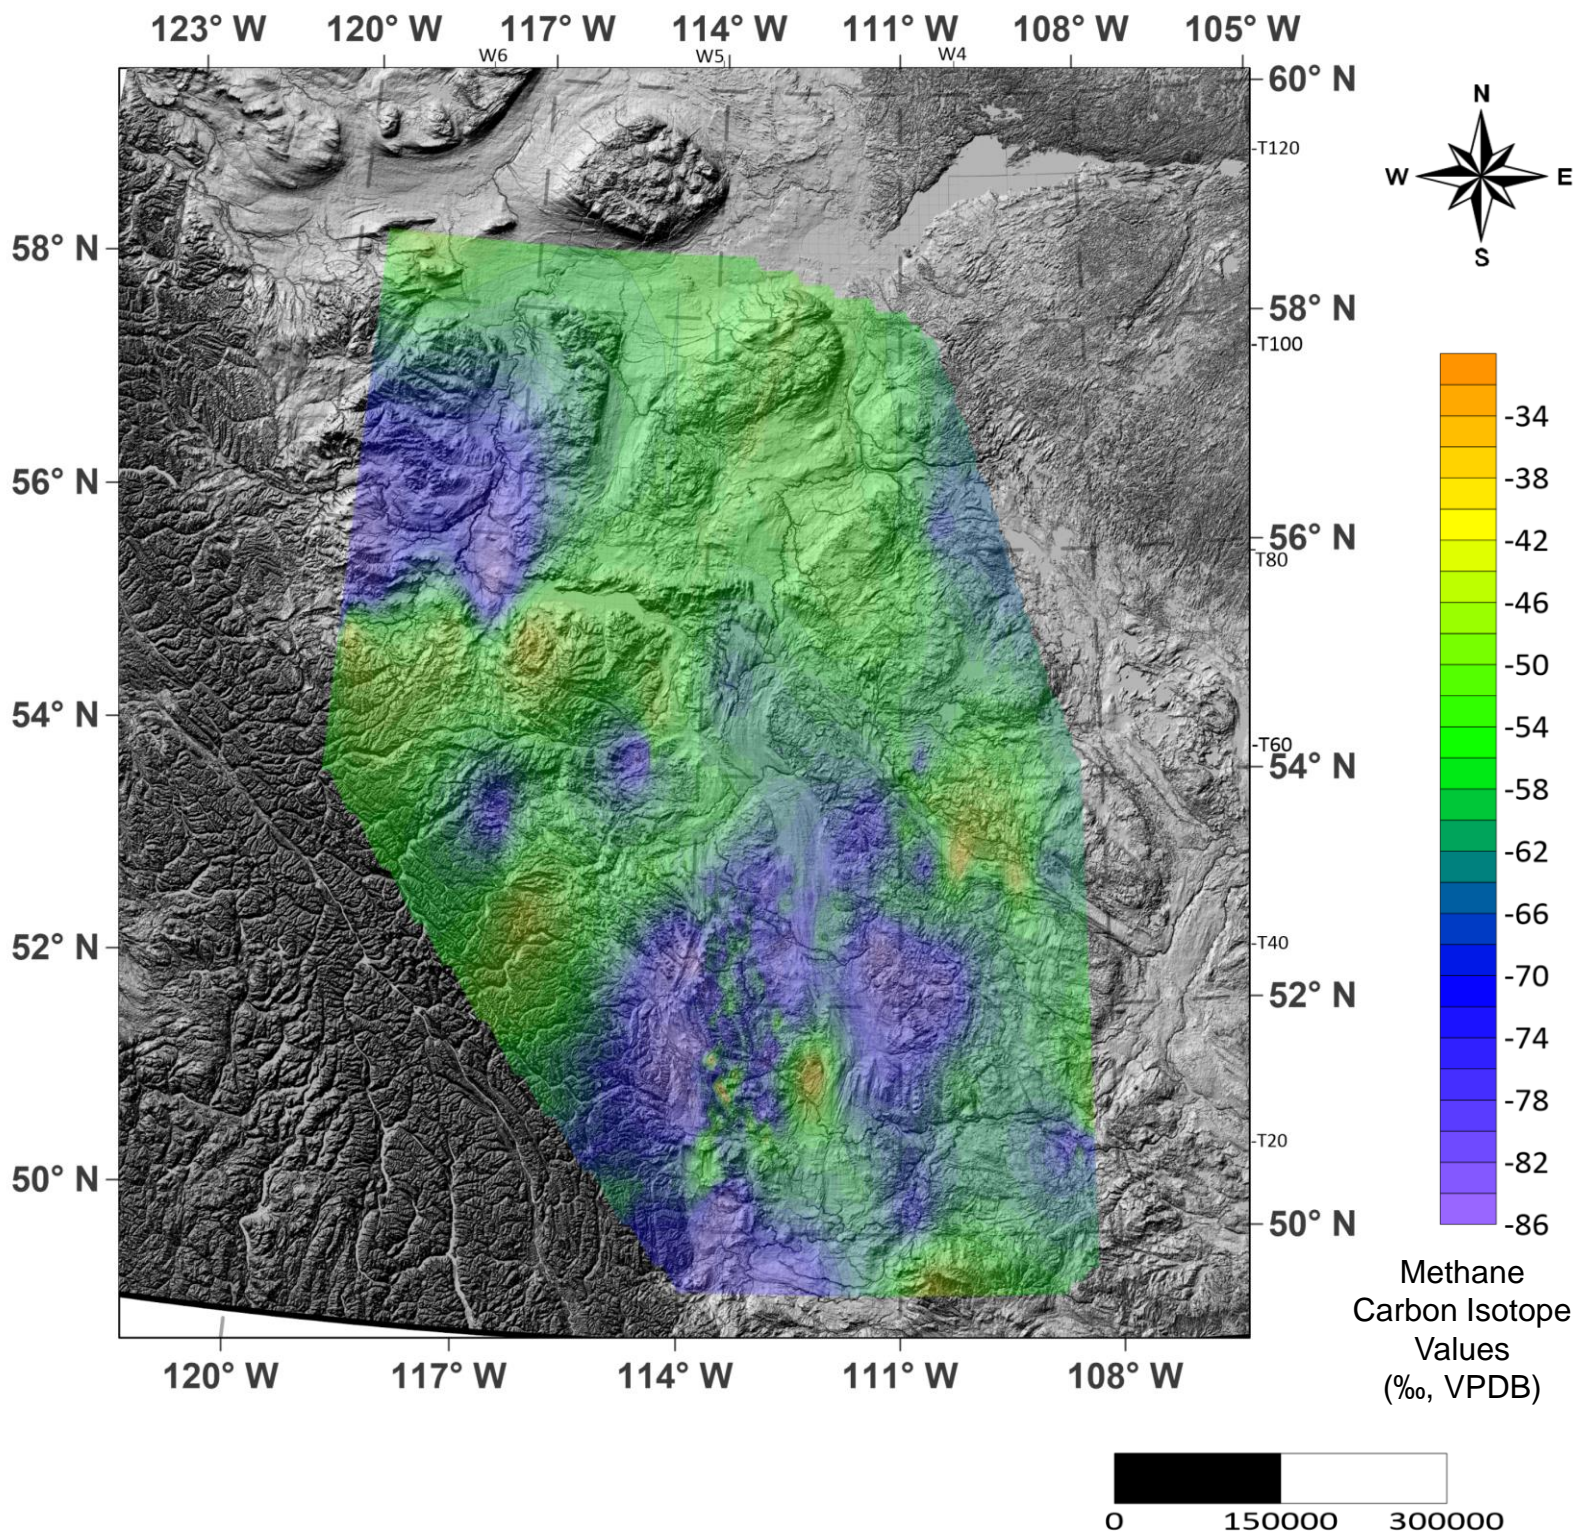 123° W 120° W 117° W 114° W 111° W 108° W 105° W
W6 W5 W4
60° N
N
-T120
W E
58° N
S
58° N
-T100
-34
-38
56° N
56° N
-T80
-42
-46
-50
54° N
-T60
54° N
-54
-58
-62
52° N
-T40
-66
52° N
-70
-74
-78
-T20
50° N
-82
50° N
-86
Methane
Carbon Isotope
Values
(‰, VPDB)
120° W 117° W 114° W 111° W 108° W
0 150000 300000